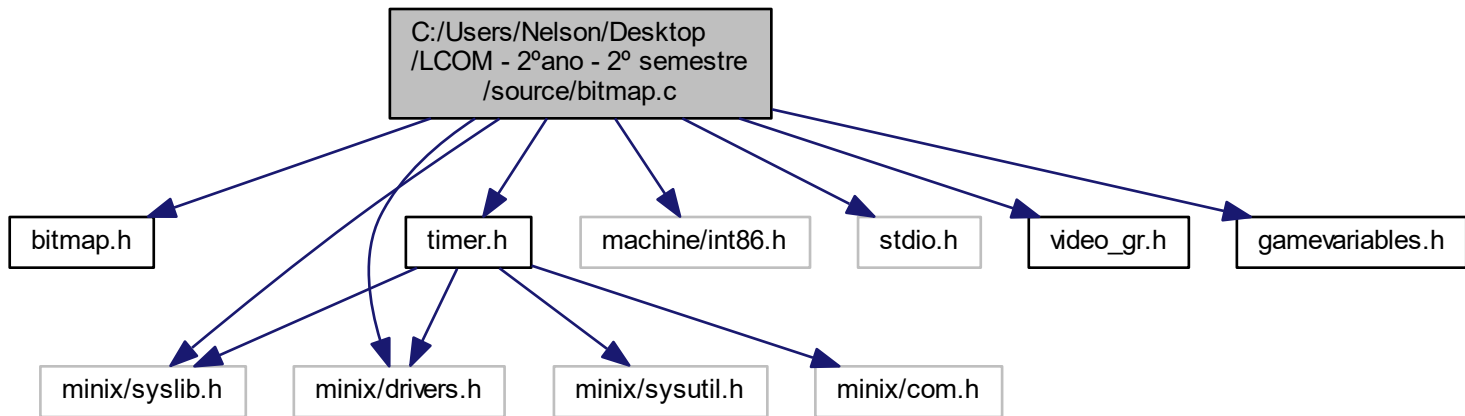 C:/Users/Nelson/Desktop
/LCOM - 2ºano - 2º semestre
/source/bitmap.c
bitmap.h
timer.h
machine/int86.h
stdio.h
video_gr.h
gamevariables.h
minix/syslib.h
minix/drivers.h
minix/sysutil.h
minix/com.h